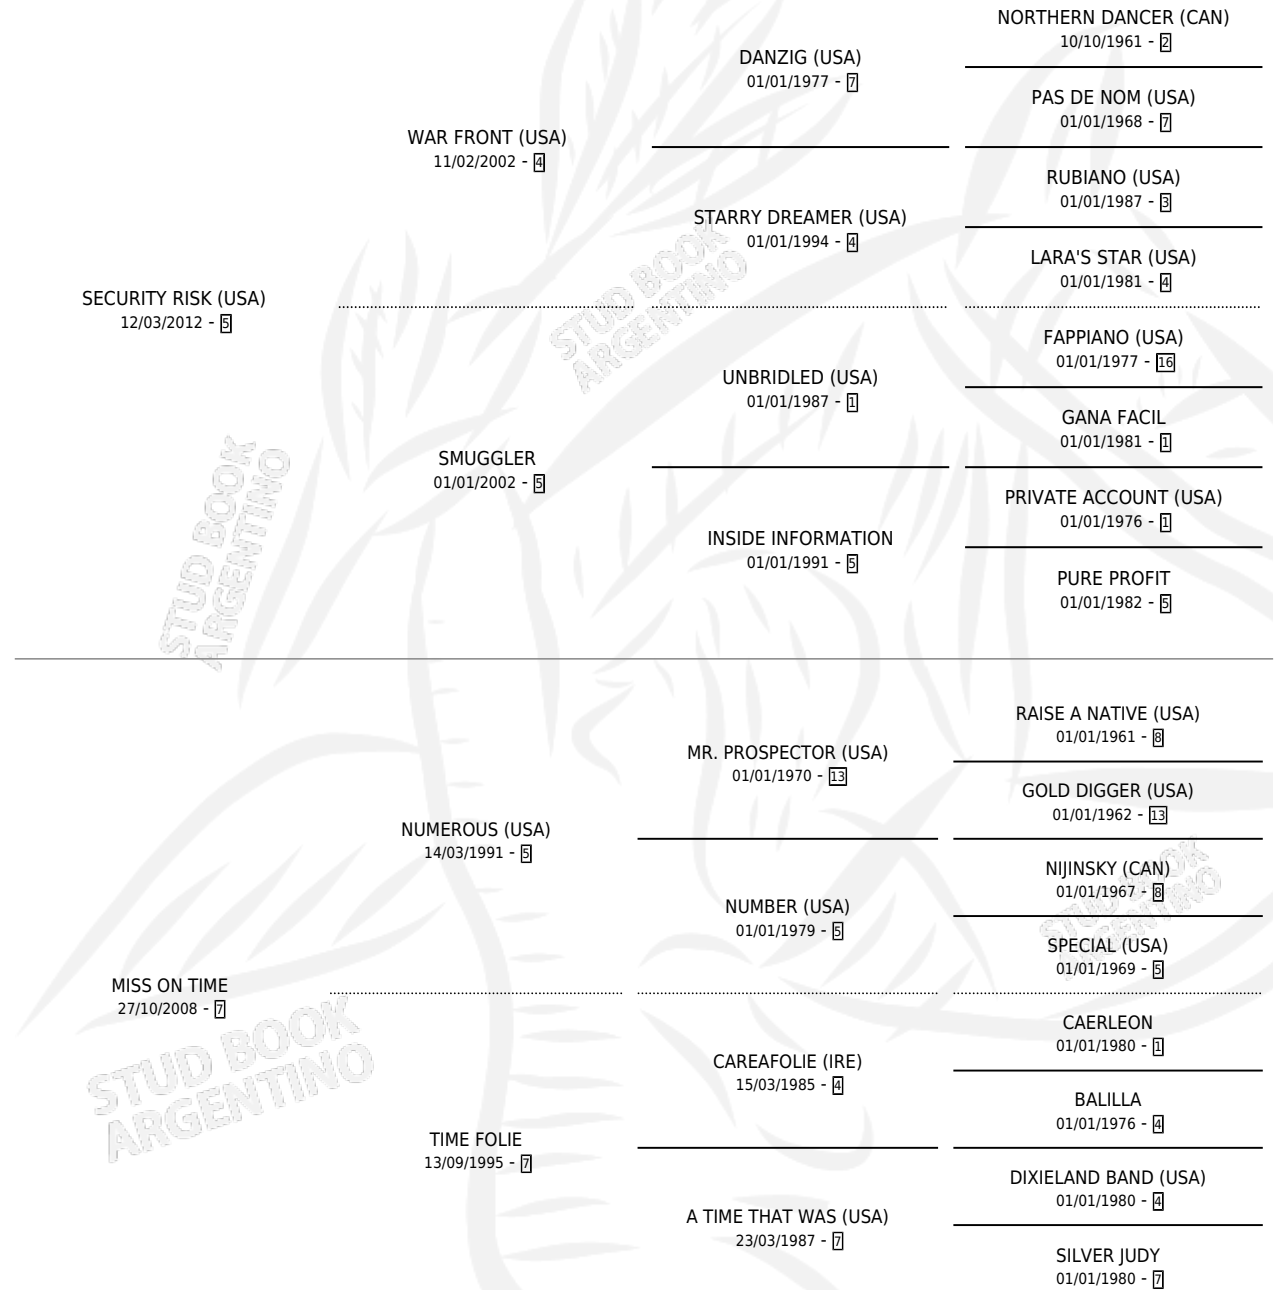 NORTHERN DANCER (CAN)
10/10/1961 - 2
DANZIG (USA)
01/01/1977 - 7
PAS DE NOM (USA)
01/01/1968 - 7
WAR FRONT (USA)
11/02/2002 - 4
RUBIANO (USA)
01/01/1987 - 3
STARRY DREAMER (USA)
01/01/1994 - 4
LARA'S STAR (USA)
01/01/1981 - 4
SECURITY RISK (USA)
12/03/2012 - 5
FAPPIANO (USA)
01/01/1977 - 16
UNBRIDLED (USA)
01/01/1987 - 1
GANA FACIL
01/01/1981 - 1
SMUGGLER
01/01/2002 - 5
PRIVATE ACCOUNT (USA)
01/01/1976 - 1
INSIDE INFORMATION
01/01/1991 - 5
PURE PROFIT
01/01/1982 - 5
RAISE A NATIVE (USA)
01/01/1961 - 8
MR. PROSPECTOR (USA)
01/01/1970 - 13
GOLD DIGGER (USA)
01/01/1962 - 13
NUMEROUS (USA)
14/03/1991 - 5
NIJINSKY (CAN)
01/01/1967 - 8
NUMBER (USA)
01/01/1979 - 5
SPECIAL (USA)
01/01/1969 - 5
MISS ON TIME
27/10/2008 - 7
CAERLEON
01/01/1980 - 1
CAREAFOLIE (IRE)
15/03/1985 - 4
BALILLA
01/01/1976 - 4
TIME FOLIE
13/09/1995 - 7
DIXIELAND BAND (USA)
01/01/1980 - 4
A TIME THAT WAS (USA)
23/03/1987 - 7
SILVER JUDY
01/01/1980 - 7
STUD BOOK
ARGENTINO
STUD BOOK
ARGENTINO
STUD BOOK
ARGENTINO
STUD BOOK
ARGENTINO